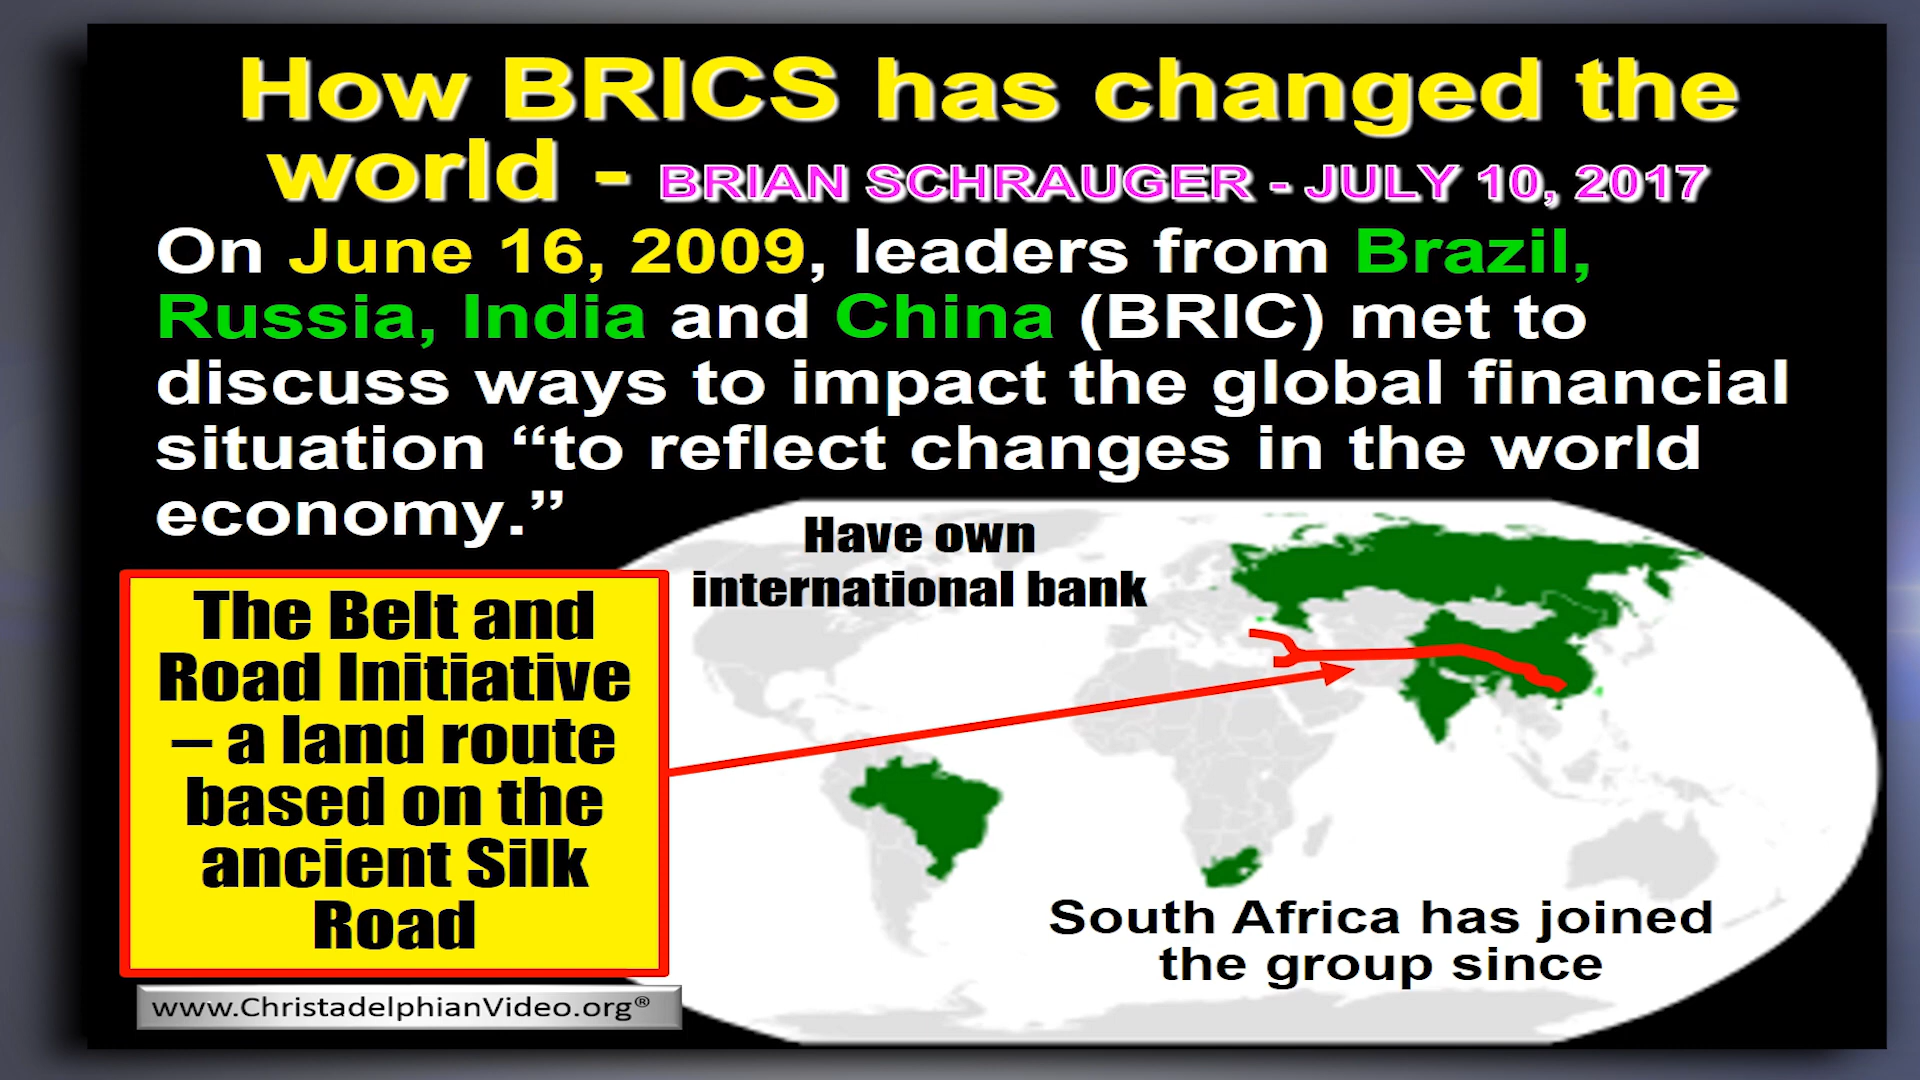 How BRICS has changed the
world - BRIAN SCHRAUGER - JULY 10, 2017
On June 16, 2009, leaders from Brazil,
Russia, India and China (BRIC) met to
discuss ways to impact the global financial
situation “to reflect changes in the world
economy.”
Have own
international bank
The Belt and
Road Initiative
– a land route
based on the
ancient Silk
Road
South Africa has joined
the group since
www.ChristadelphianVideo.org®